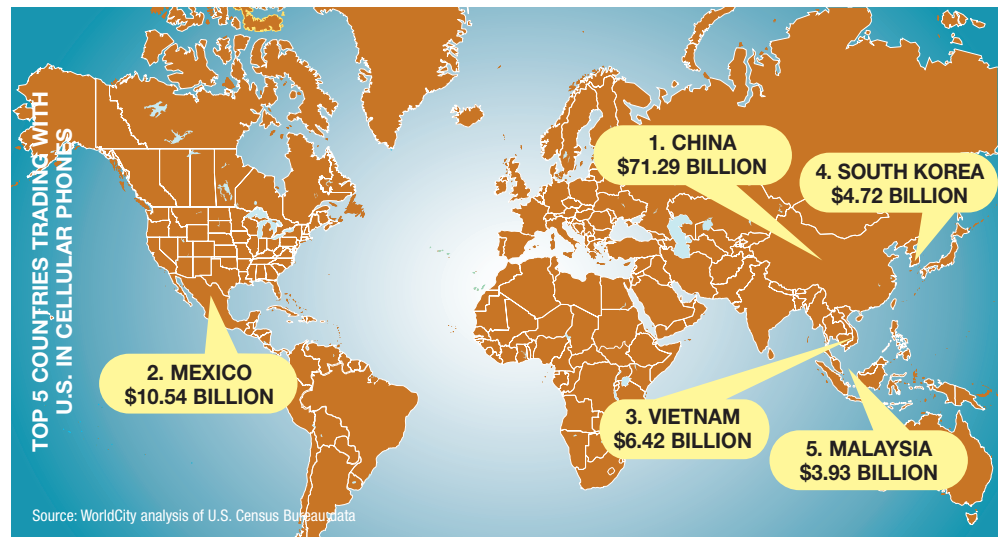 TOP 5 COUNTRIES TRADING WITH
U.S. IN CELLULAR PHONES
1. CHINA
$71.29 BILLION
4. SOUTH KOREA
$4.72 BILLION
2. MEXICO
$10.54 BILLION
3. VIETNAM
$6.42 BILLION
5. MALAYSIA
$3.93 BILLION
Source: WorldCity analysis of U.S. Census Bureau data